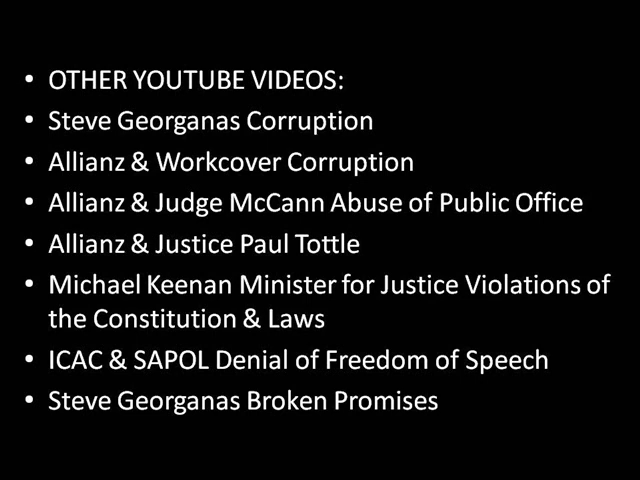 • OTHER YOUTUBE VIDEOS:
• Steve Georganas Corruption
• Allianz & Workcover Corruption
• Allianz & Judge McCann Abuse of Public Office
• Allianz & Justice Paul Tottle
• Michael Keenan Minister for Justice Violations of
the Constitution & Laws
• ICAC & SAPOL Denial of Freedom of Speech
• Steve Georganas Broken Promises